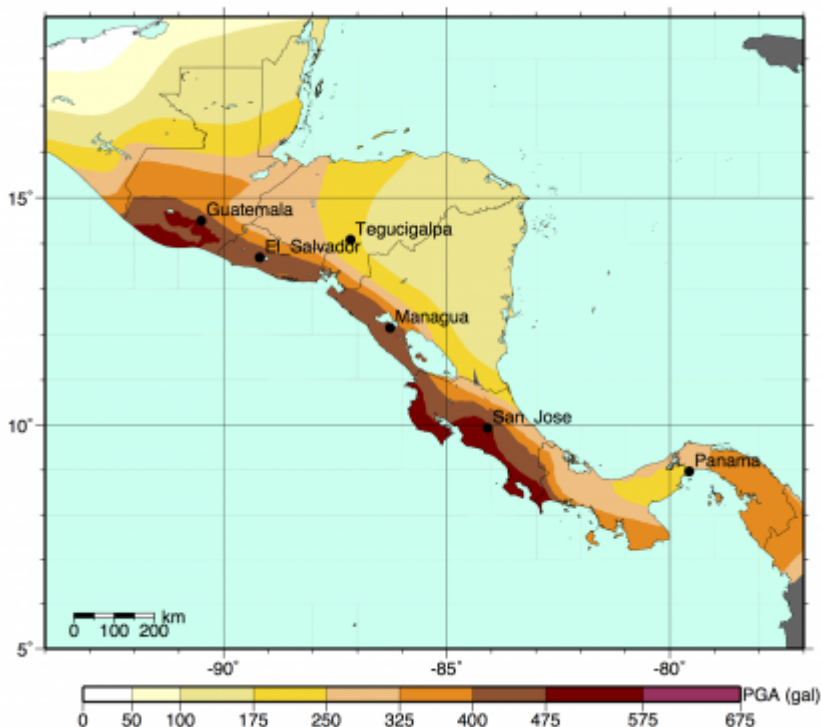 15°
Guatemala
Tegucigalpa
El_Salvador
Managua
10°
San_Jose
Panama
km
0 100 200
5°
-90° -85° -80°
PGA (gal)
0 50 100 175 250 325 400 475 575 675